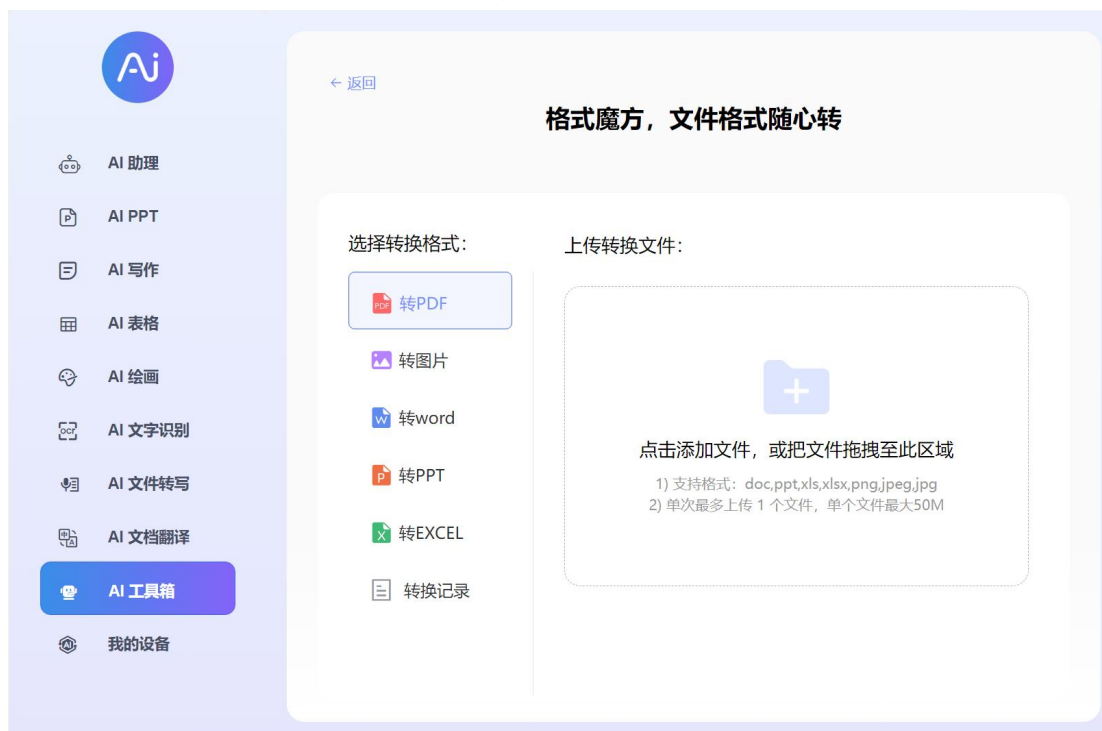 Ai
← 返回
格式魔方，文件格式随心转
AI 助理
AI PPT
AI 写作
AI 表格
AI 绘画
AI 文字识别
AI 文件转写
AI 文档翻译
AI 工具箱
我的设备
选择转换格式：
转PDF
转图片
转word
转PPT
转EXCEL
转换记录
上传转换文件：
点击添加文件，或把文件拖拽至此区域
1) 支持格式：doc,ppt,xls,xlsx,png,jpeg,jpg
2) 单次最多上传 1 个文件，单个文件最大50M